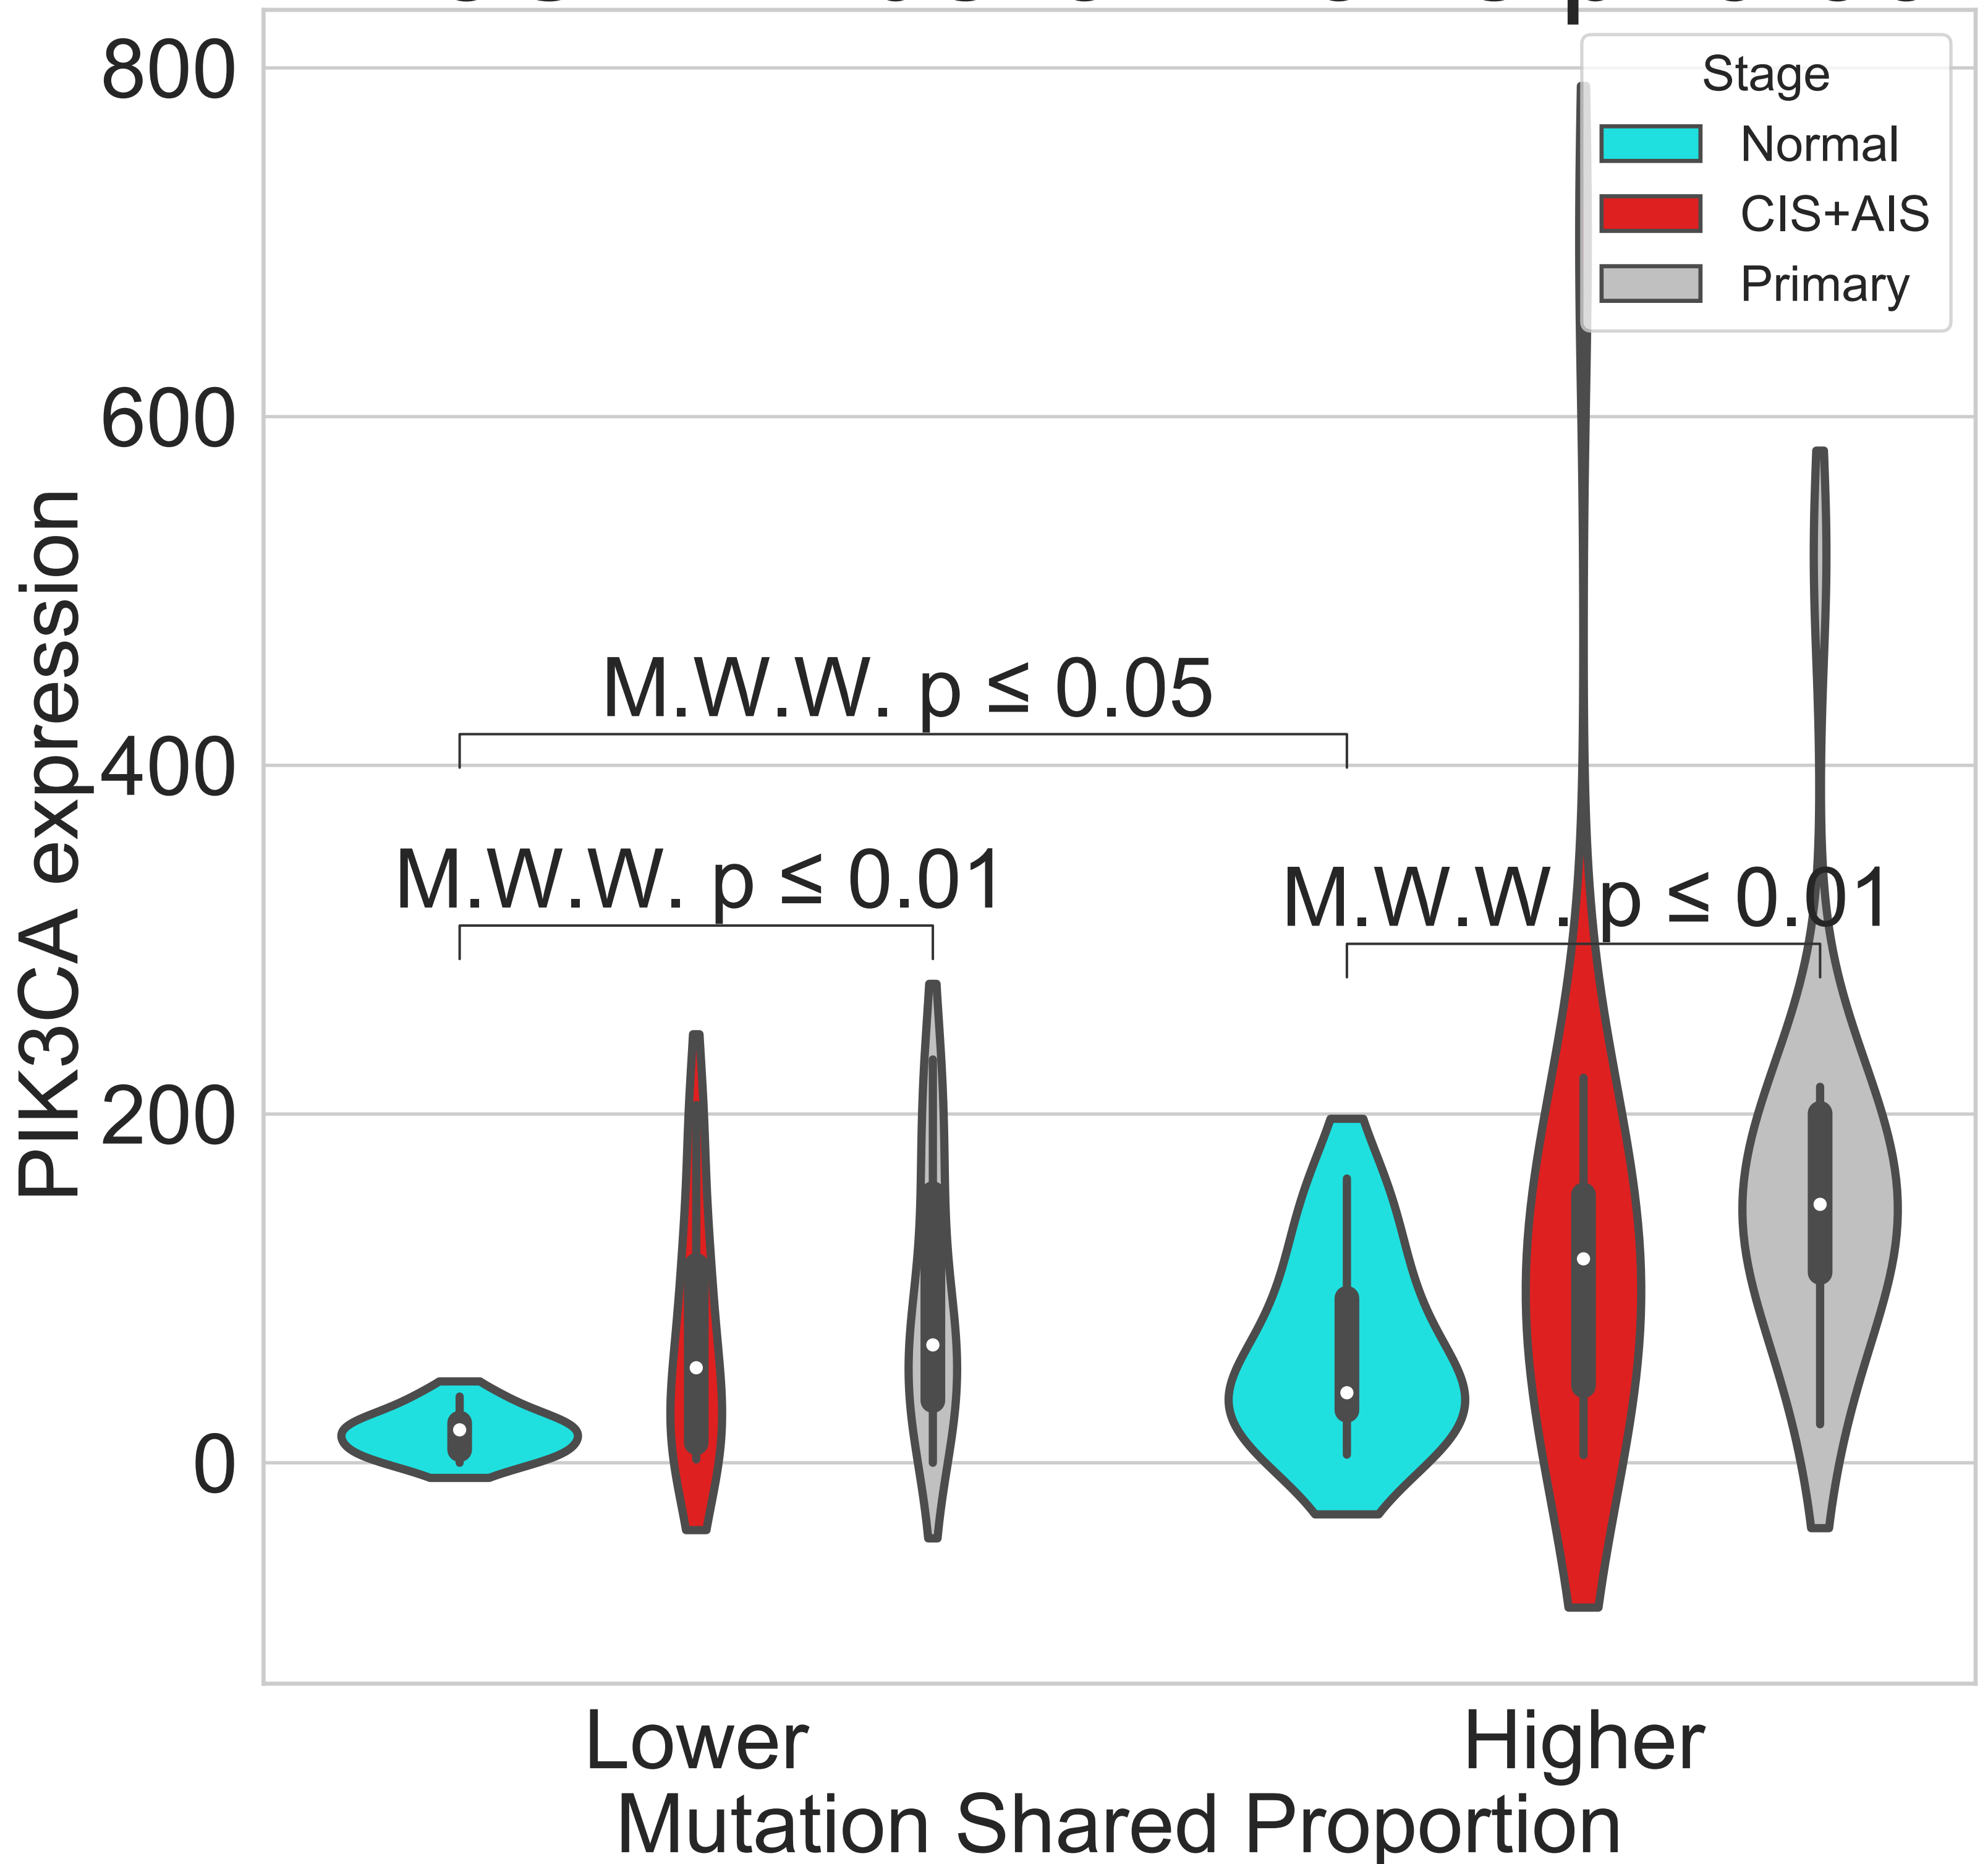 Stage
Normal
CIS+AIS
Primary
800
600
400
200
0
PIK3CA expression
M.W.W. p ≤ 0.05
M.W.W. p ≤ 0.01
M.W.W. p ≤ 0.01
Lower
Higher
Mutation Shared Proportion